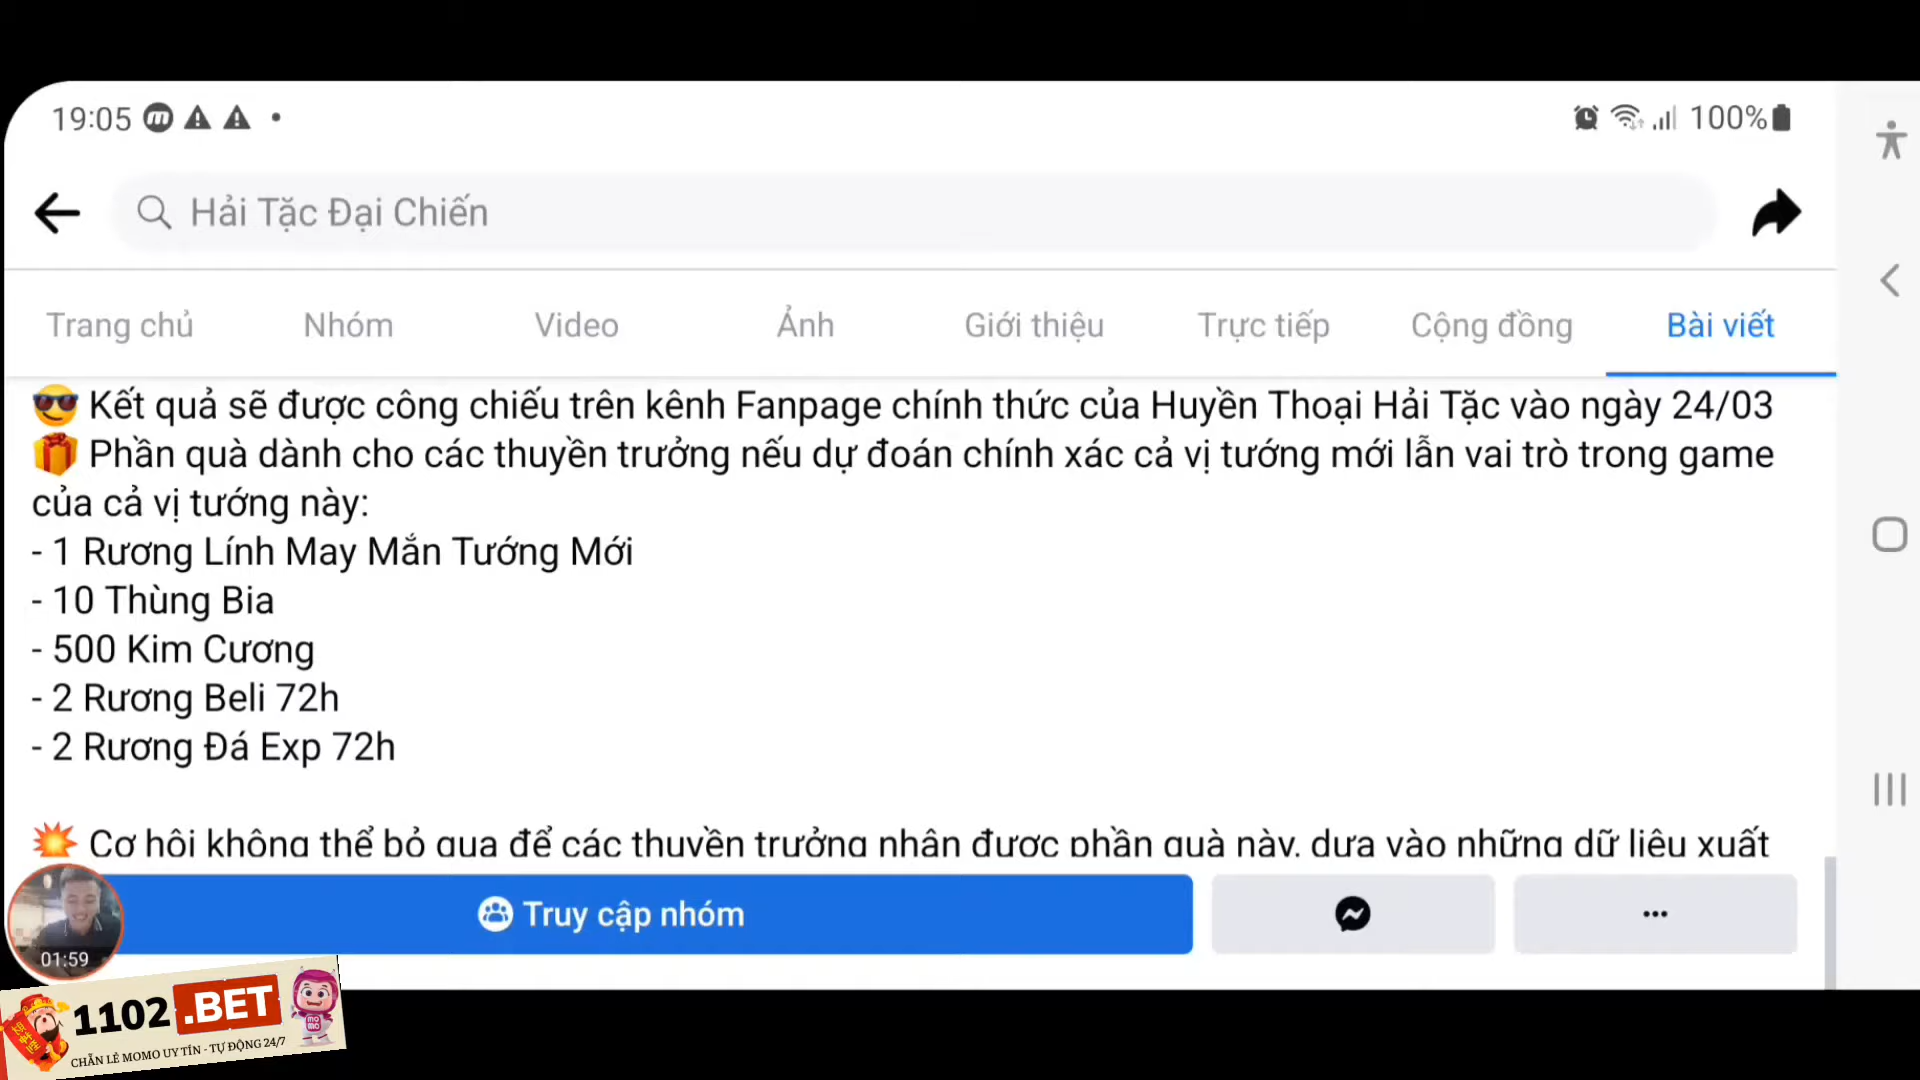 19:05
100%
Hải Tặc Đại Chiến
Trang chủ Nhóm Video Ảnh Giới thiệu Trực tiếp Cộng đồng Bài viết
😎 Kết quả sẽ được công chiếu trên kênh Fanpage chính thức của Huyền Thoại Hải Tặc vào ngày 24/03
🎁 Phần quà dành cho các thuyền trưởng nếu dự đoán chính xác cả vị tướng mới lẫn vai trò trong game
của cả vị tướng này:
- 1 Rương Lính May Mắn Tướng Mới
- 10 Thùng Bia
- 500 Kim Cương
- 2 Rương Beli 72h
- 2 Rương Đá Exp 72h
💥 Cơ hội không thể bỏ qua để các thuyền trưởng nhận được phần quà này, dựa vào những dữ liệu xuất
Truy cập nhóm
01:59
1102.BET
CHẴN LẺ MOMO UY TÍN - TỰ ĐỘNG 24/7
mo
mo